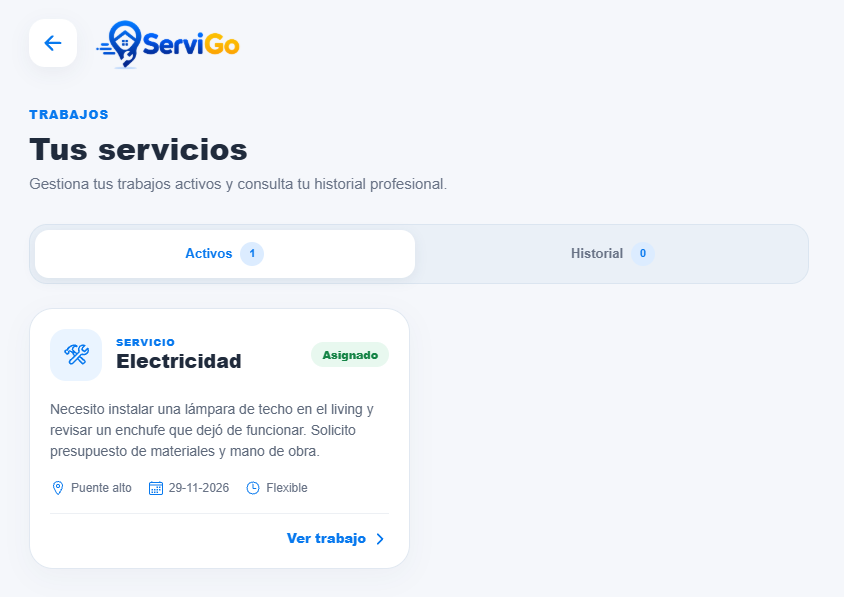 ServiGo
TRABAJOS
Tus servicios
Gestiona tus trabajos activos y consulta tu historial profesional.
Activos 1
Historial 0
SERVICIO
Electricidad
Asignado
Necesito instalar una lámpara de techo en el living y
revisar un enchufe que dejó de funcionar. Solicito
presupuesto de materiales y mano de obra.
Puente alto 29-11-2026 Flexible
Ver trabajo